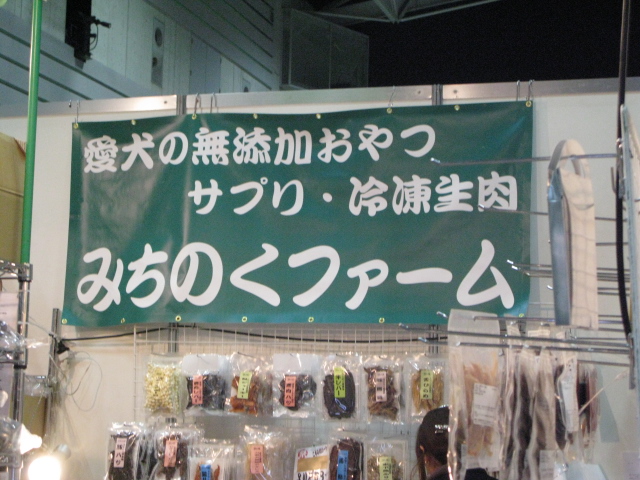 愛犬の無添加おやつ
サプリ・冷凍生肉
みちのくファーム